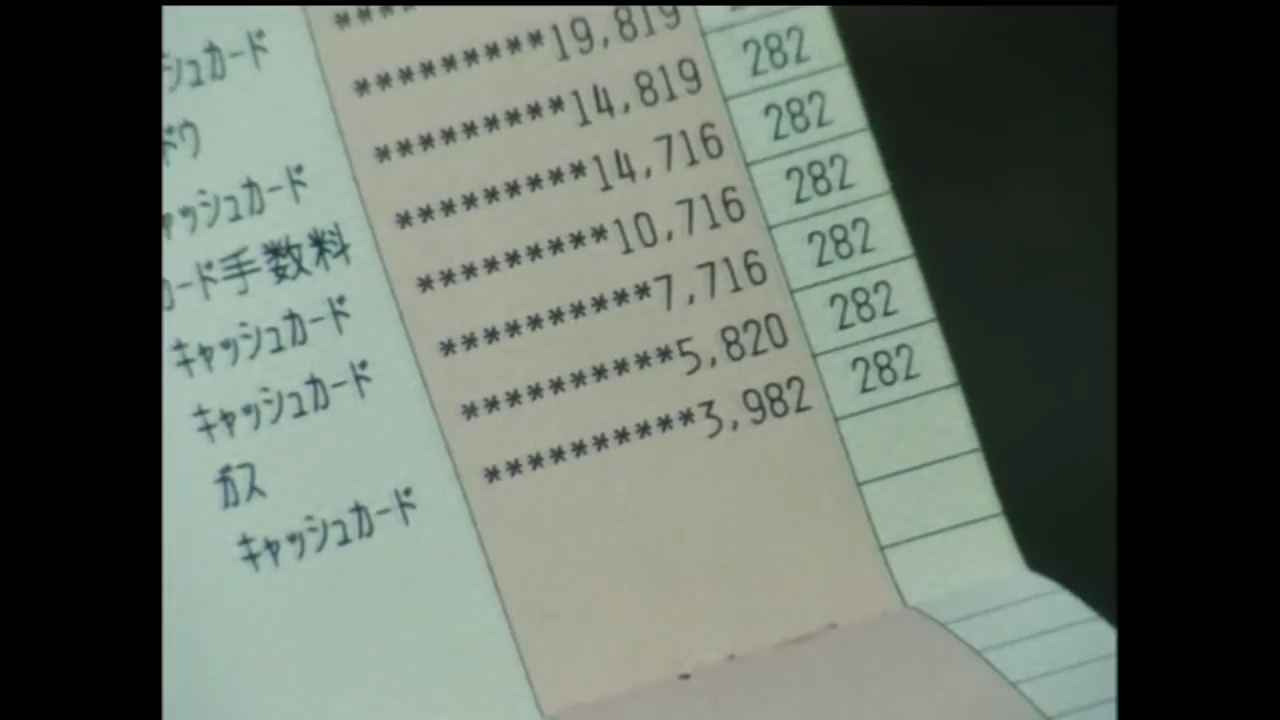 シュカード ****
ドウ *********19,819
ャッシュカード *********14,819 282
カード手数料 *********14,716 282
キャッシュカード *********10,716 282
キャッシュカード **********7,716 282
ガス **********5,820 282
キャッシュカード **********3,982 282